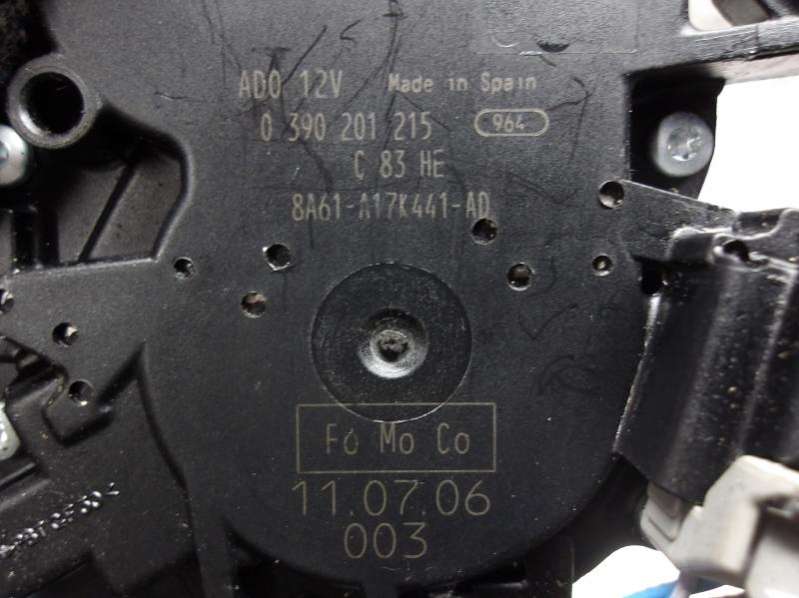 AD0 12V Made in Spain
0 390 201 215 964
C 83 HE
8A61-A17K441-AD
Fo Mo Co
11.07.06
003